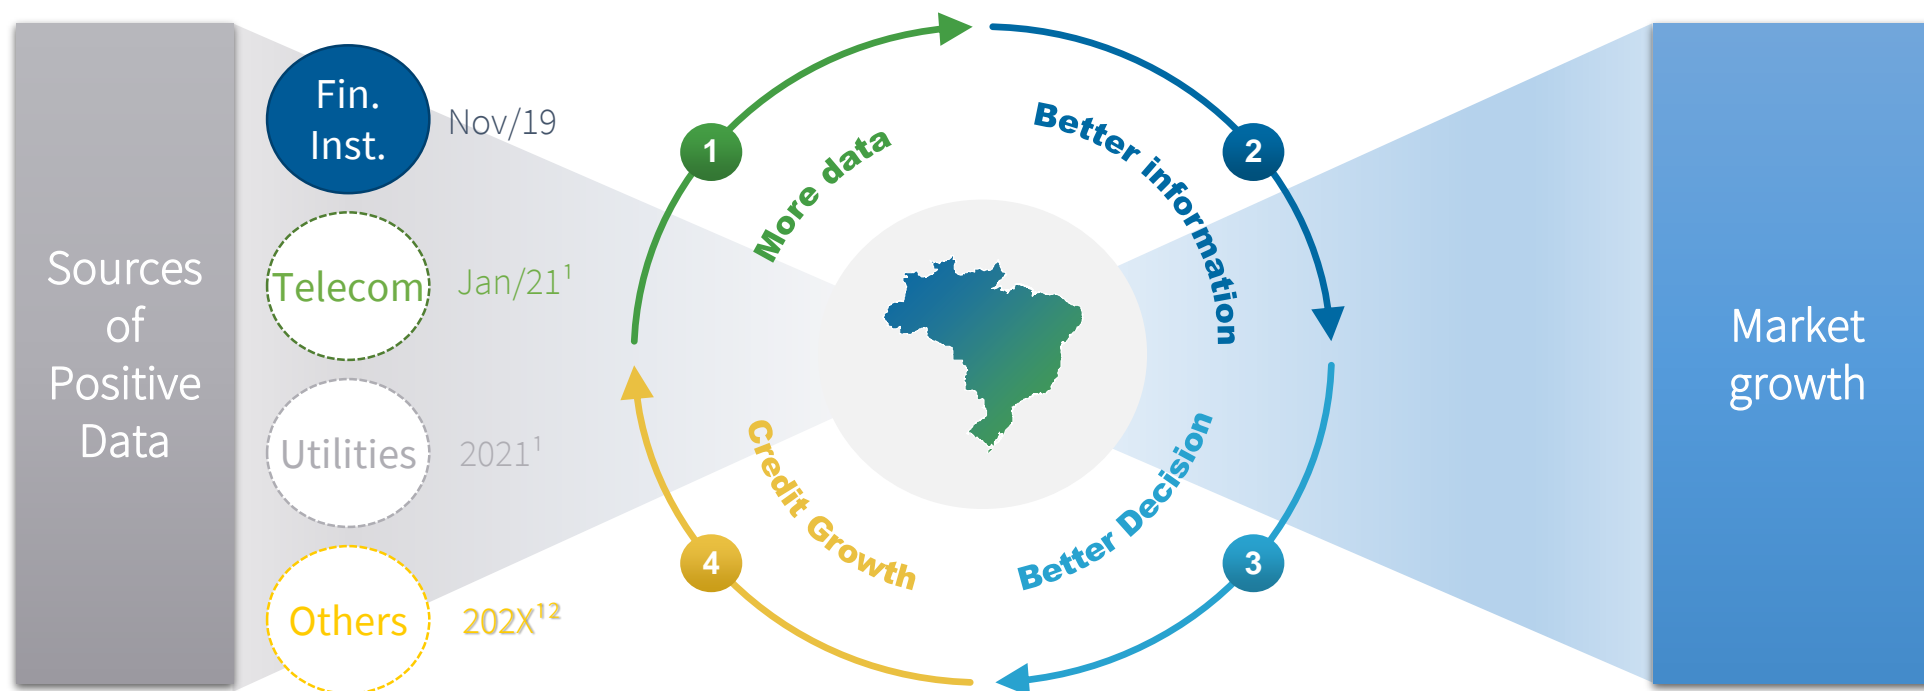 Sources
of
Positive
Data
Fin.
Inst.
Nov/19
Telecom
Jan/21¹
Utilities
2021¹
Others
202X¹²
1
More data
2
Better information
3
Better Decision
4
Credit Growth
Market
growth